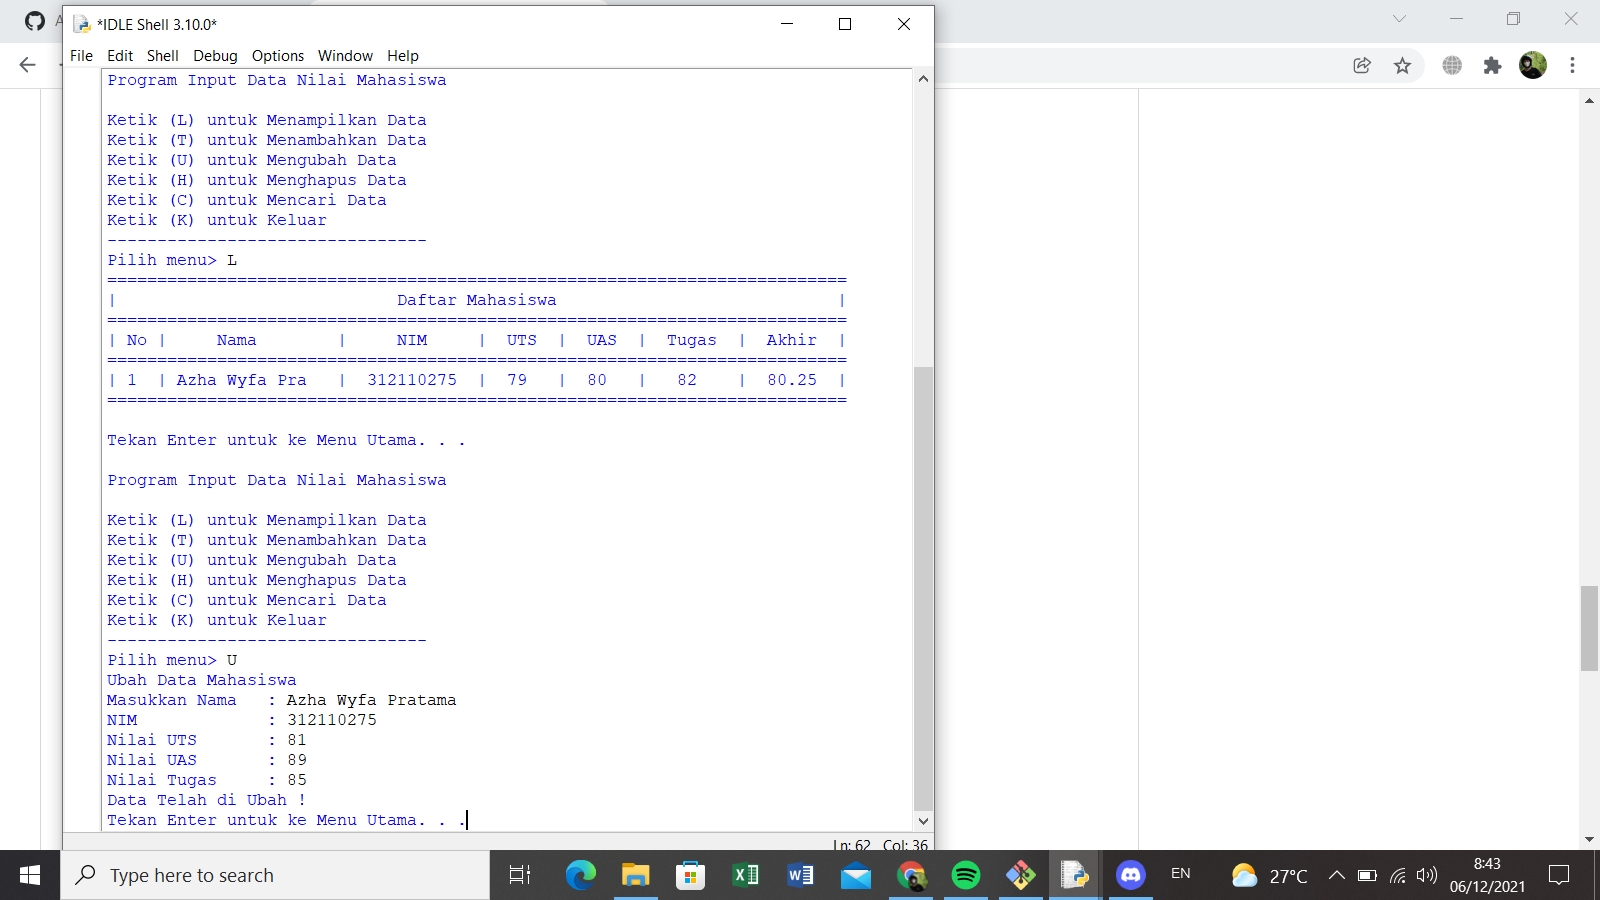 *IDLE Shell 3.10.0*
File Edit Shell Debug Options Window Help
Program Input Data Nilai Mahasiswa
Ketik (L) untuk Menampilkan Data
Ketik (T) untuk Menambahkan Data
Ketik (U) untuk Mengubah Data
Ketik (H) untuk Menghapus Data
Ketik (C) untuk Mencari Data
Ketik (K) untuk Keluar
--------------------------------
Pilih menu> L
==========================================================================
|                            Daftar Mahasiswa                            |
==========================================================================
| No |     Nama        |     NIM     |  UTS  |  UAS  |  Tugas  |  Akhir  |
==========================================================================
| 1  | Azha Wyfa Pra   |  312110275  |  79   |  80   |   82    |  80.25  |
==========================================================================
Tekan Enter untuk ke Menu Utama. . .
Program Input Data Nilai Mahasiswa
Ketik (L) untuk Menampilkan Data
Ketik (T) untuk Menambahkan Data
Ketik (U) untuk Mengubah Data
Ketik (H) untuk Menghapus Data
Ketik (C) untuk Mencari Data
Ketik (K) untuk Keluar
--------------------------------
Pilih menu> U
Ubah Data Mahasiswa
Masukkan Nama   : Azha Wyfa Pratama
NIM             : 312110275
Nilai UTS       : 81
Nilai UAS       : 89
Nilai Tugas     : 85
Data Telah di Ubah !
Tekan Enter untuk ke Menu Utama. . .
Ln: 62 Col: 36
Type here to search
EN
27°C
8:43
06/12/2021